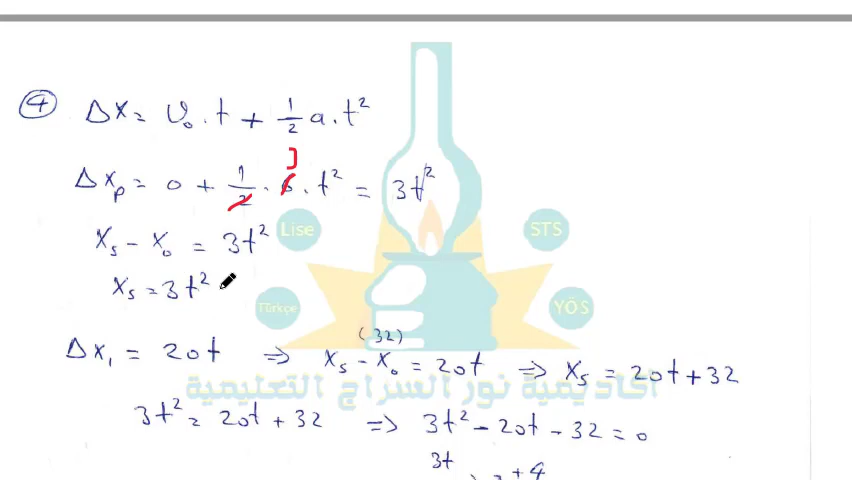 ④ Δx = v₀ . t + 1/2 a . t²
Δxₚ = 0 + 1/2 . 6 . t² = 3t²
3
xₛ - x₀ = 3t²
Lise
STS
xₛ = 3t²
Türkçe
YÖS
(32)
Δx₁ = 20t ⇒ xₛ - x₀ = 20t ⇒ xₛ = 20t + 32
أكاديمية نور السراج التعليمية
3t² = 20t + 32 ⇒ 3t² - 20t - 32 = 0
3t
+4